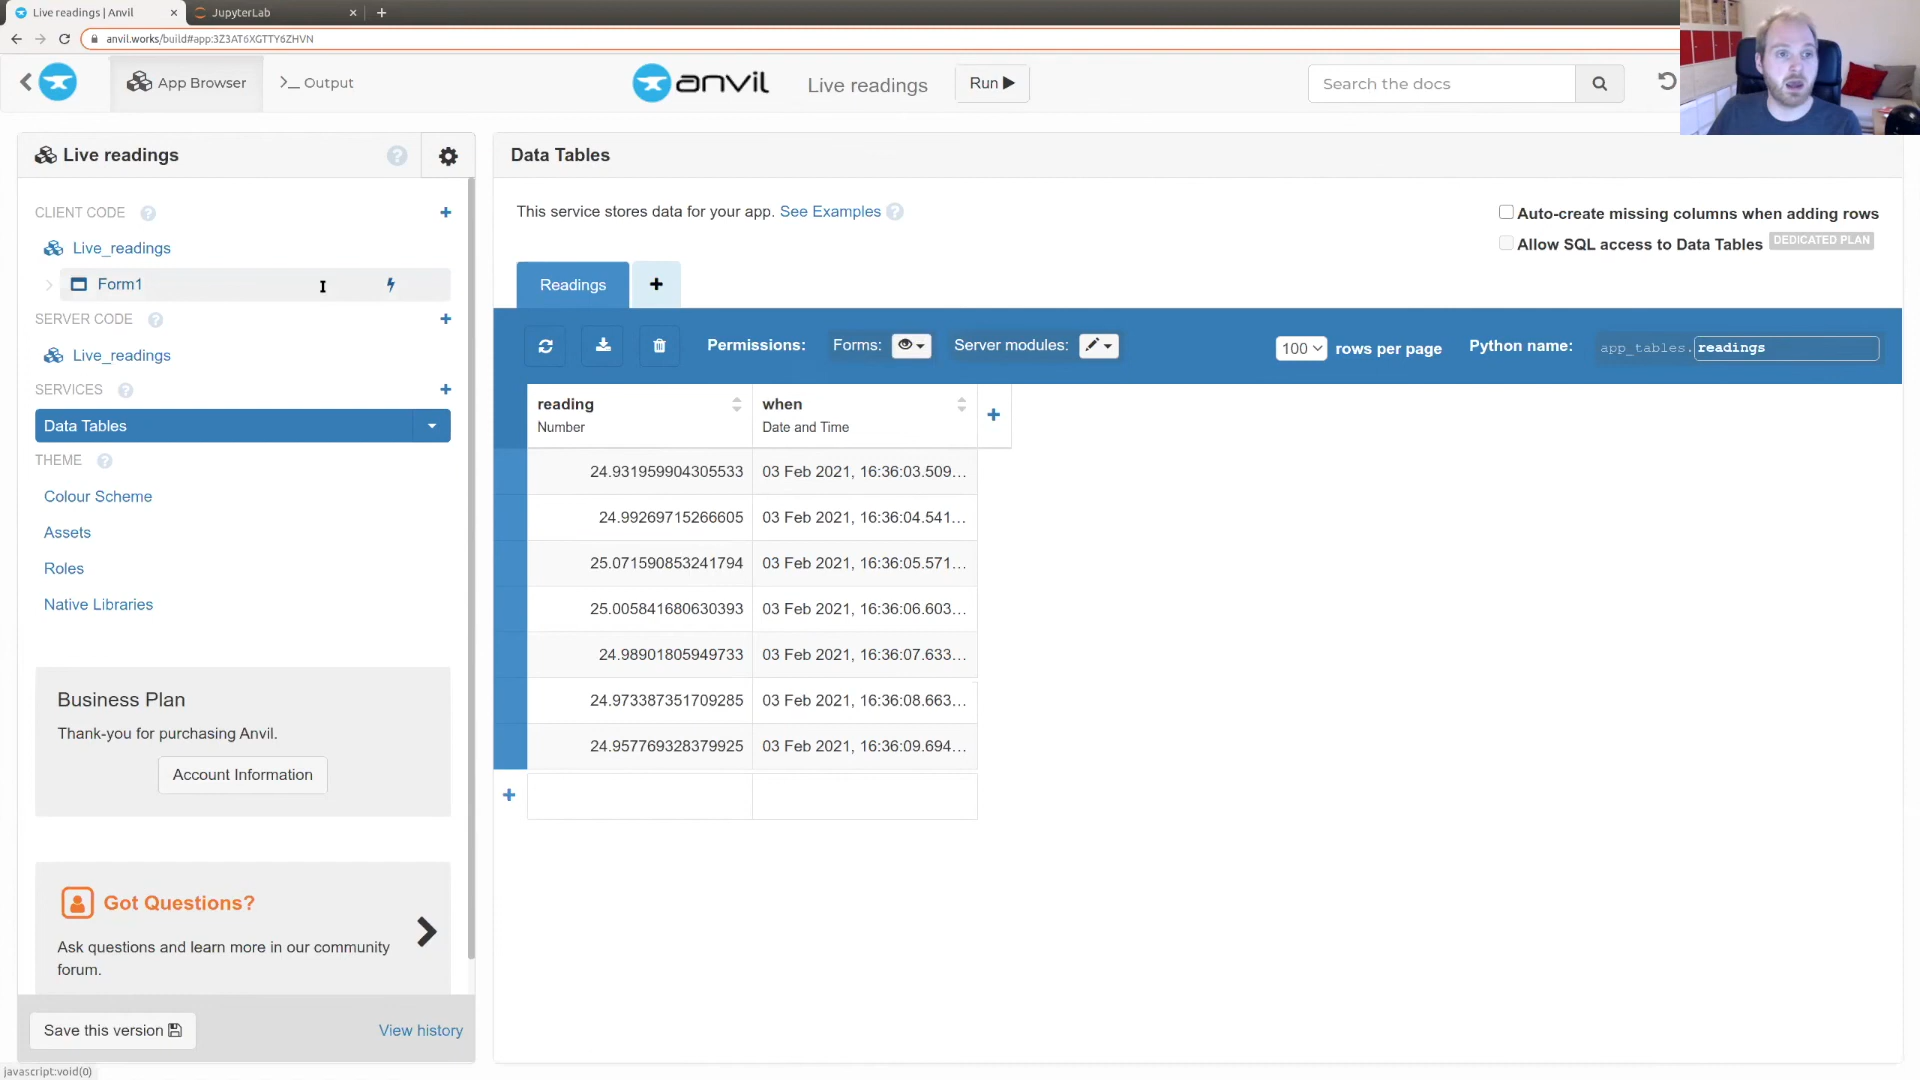 Live readings | Anvil
JupyterLab
anvil.works/build#app:3Z3AT6XGTTY6ZHVN
App Browser
>_ Output
anvil
Live readings
Run
Search the docs
Live readings
Data Tables
CLIENT CODE ?
Live_readings
Form1
SERVER CODE ?
Live_readings
SERVICES ?
Data Tables
THEME ?
Colour Scheme
Assets
Roles
Native Libraries
Business Plan
Thank-you for purchasing Anvil.
Account Information
Got Questions?
Ask questions and learn more in our community
forum.
Save this version
View history
javascript:void(0)
This service stores data for your app. See Examples ?
Auto-create missing columns when adding rows
Allow SQL access to Data Tables DEDICATED PLAN
Readings
Permissions: Forms: Server modules:
100 rows per page
Python name: app_tables.readings
reading
Number
when
Date and Time
24.931959904305533 03 Feb 2021, 16:36:03.509...
24.99269715266605 03 Feb 2021, 16:36:04.541...
25.071590853241794 03 Feb 2021, 16:36:05.571...
25.005841680630393 03 Feb 2021, 16:36:06.603...
24.98901805949733 03 Feb 2021, 16:36:07.633...
24.973387351709285 03 Feb 2021, 16:36:08.663...
24.957769328379925 03 Feb 2021, 16:36:09.694...